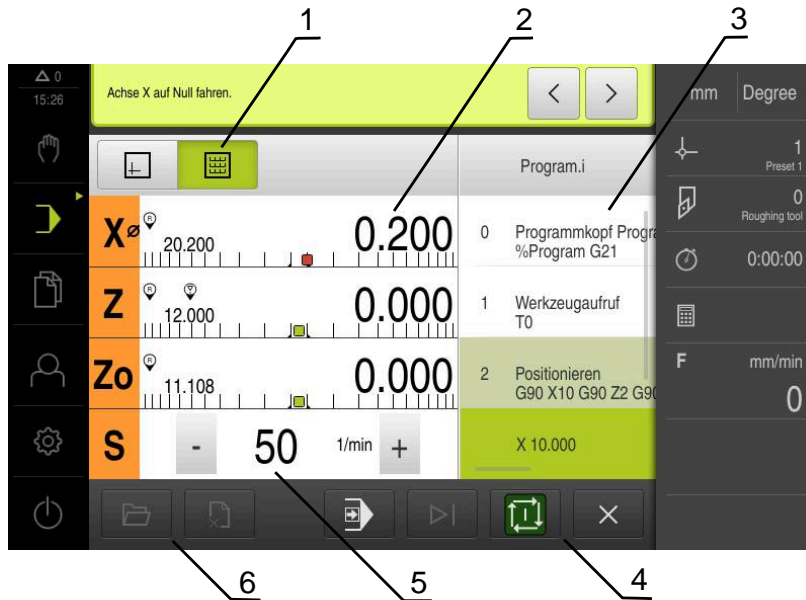 1 2 3
△ 0
15:26
Achse X auf Null fahren.
< >
mm Degree
Program.i
1
Preset 1
X⌀ R 20.200 0.200
0 Programmkopf Progra
%Program G21
0
Roughing tool
0:00:00
Z R 12.000 0.000
1 Werkzeugaufruf
T0
F mm/min
0
Zo R 11.108 0.000
2 Positionieren
G90 X10 G90 Z2 G90
S - 50 1/min +
X 10.000
6 5 4